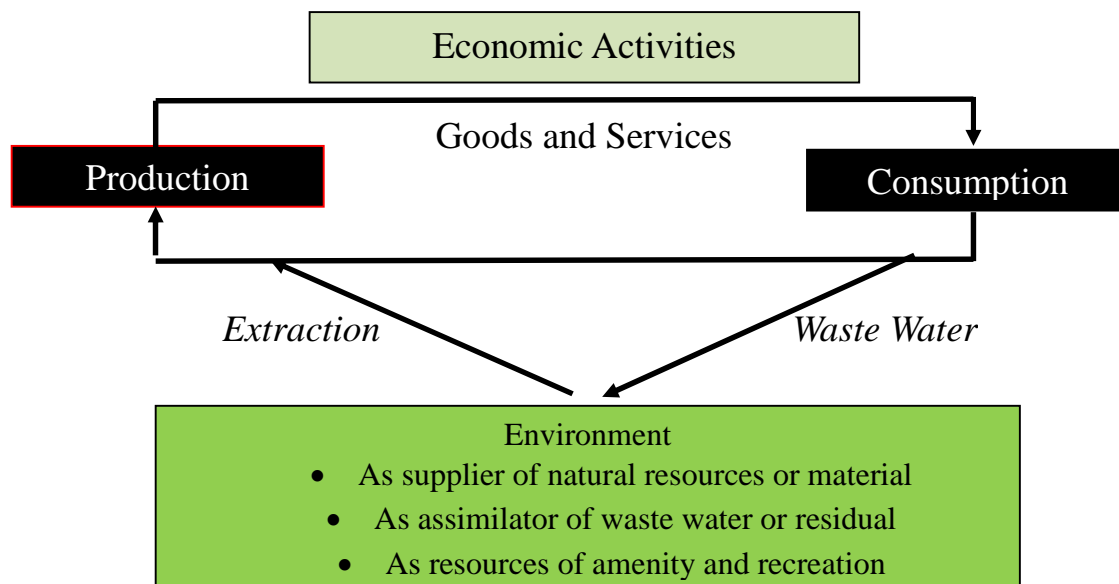 Economic Activities
Goods and Services
Production
Consumption
Extraction
Waste Water
Environment
• As supplier of natural resources or material
• As assimilator of waste water or residual
• As resources of amenity and recreation